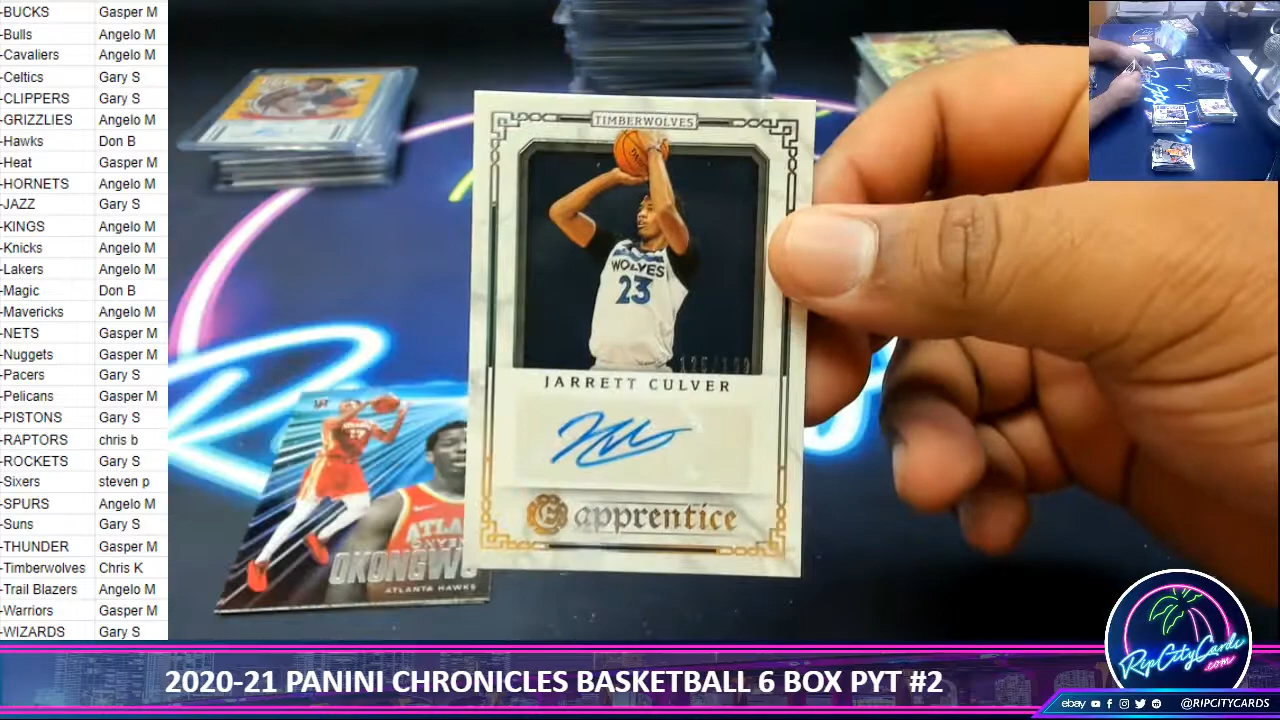 -BUCKS Gasper M
-Bulls Angelo M
-Cavaliers Angelo M
-Celtics Gary S
-CLIPPERS Gary S
-GRIZZLIES Angelo M
-Hawks Don B
-Heat Gasper M
-HORNETS Angelo M
-JAZZ Gary S
-KINGS Angelo M
-Knicks Angelo M
-Lakers Angelo M
-Magic Don B
-Mavericks Angelo M
-NETS Gasper M
-Nuggets Gasper M
-Pacers Gary S
-Pelicans Gasper M
-PISTONS Gary S
-RAPTORS chris b
-ROCKETS Gary S
-Sixers steven p
-SPURS Angelo M
-Suns Gary S
-THUNDER Gasper M
-Timberwolves Chris K
-Trail Blazers Angelo M
-Warriors Gasper M
-WIZARDS Gary S
TIMBERWOLVES
WOLVES
23
JARRETT CULVER
apprentice
OKONGWU
ATLANTA HAWKS
RipCityCards
.com
2020-21 PANINI CHRONICLES BASKETBALL 6 BOX PYT #2
ebay @RIPCITYCARDS